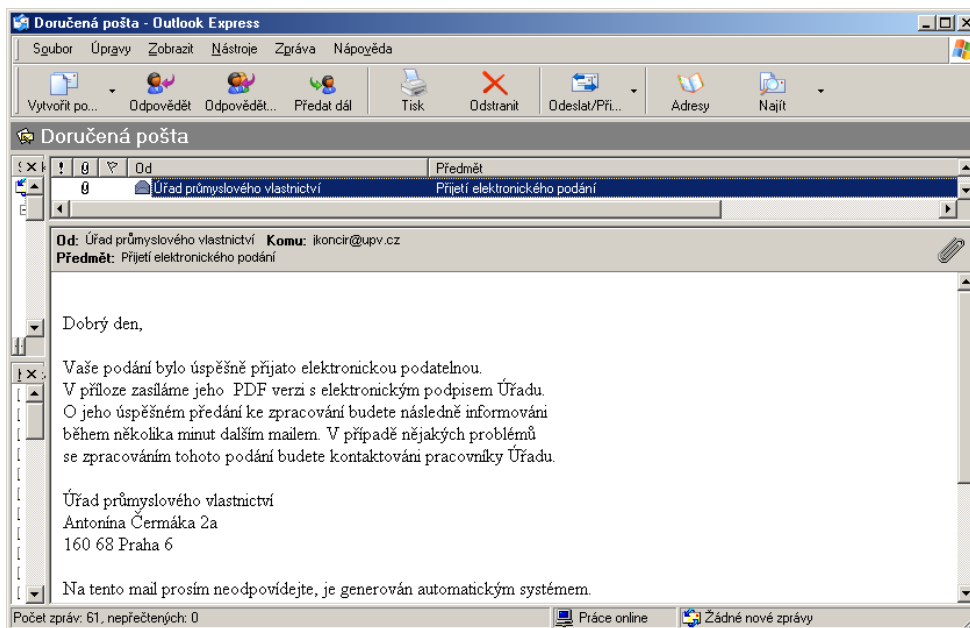 Doručená pošta - Outlook Express
Soubor Úpravy Zobrazit Nástroje Zpráva Nápověda
Vytvořit po... Odpovědět Odpovědět... Předat dál Tisk Odstranit Odeslat/Při... Adresy Najít
Doručená pošta
! Od Předmět
Úřad průmyslového vlastnictví Přijetí elektronického podání
Od: Úřad průmyslového vlastnictví Komu: jkoncir@upv.cz
Předmět: Přijetí elektronického podání
Dobrý den,
Vaše podání bylo úspěšně přijato elektronickou podatelnou.
V příloze zasíláme jeho PDF verzi s elektronickým podpisem Úřadu.
O jeho úspěšném předání ke zpracování budete následně informováni
během několika minut dalším mailem. V případě nějakých problémů
se zpracováním tohoto podání budete kontaktováni pracovníky Úřadu.
Úřad průmyslového vlastnictví
Antonína Čermáka 2a
160 68 Praha 6
Na tento mail prosím neodpovídejte, je generován automatickým systémem.
Počet zpráv: 61, nepřečtených: 0 Práce online Žádné nové zprávy